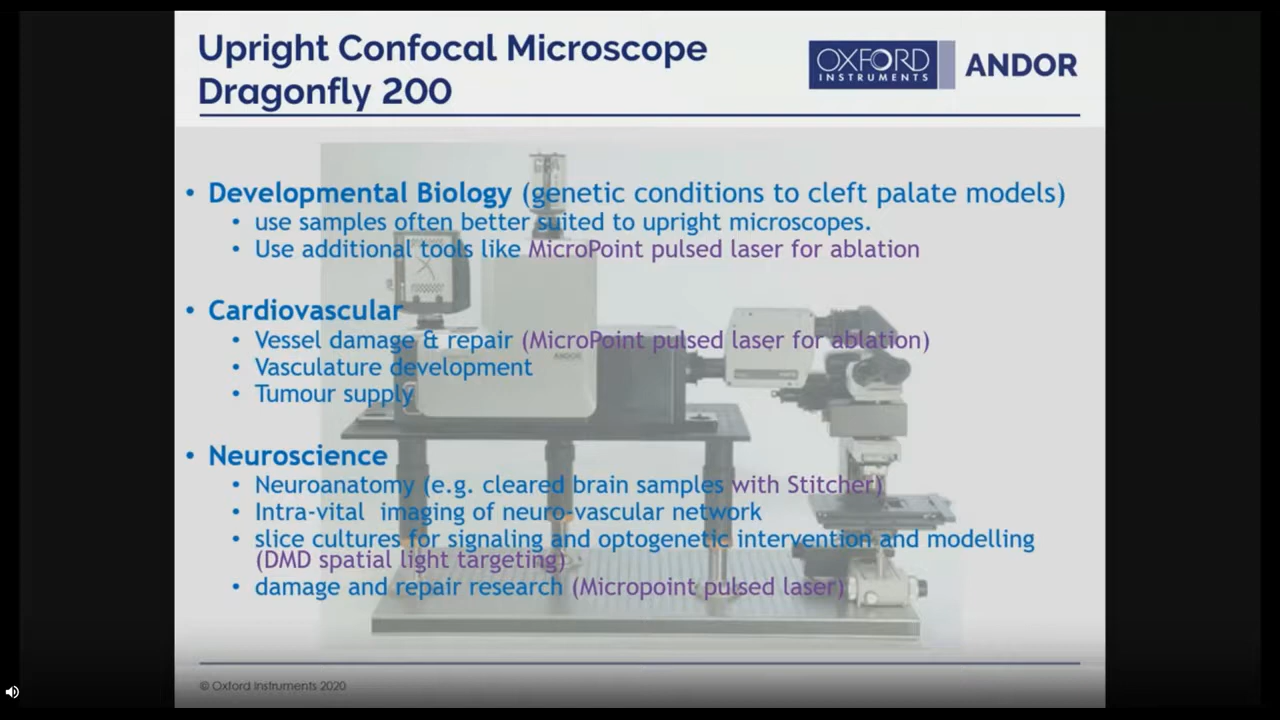 Upright Confocal Microscope
Dragonfly 200
OXFORD
INSTRUMENTS
ANDOR
• Developmental Biology (genetic conditions to cleft palate models)
• use samples often better suited to upright microscopes.
• Use additional tools like MicroPoint pulsed laser for ablation
• Cardiovascular
• Vessel damage & repair (MicroPoint pulsed laser for ablation)
ANDOR
• Vasculature development
• Tumour supply
• Neuroscience
• Neuroanatomy (e.g. cleared brain samples with Stitcher)
• Intra-vital imaging of neuro-vascular network
• slice cultures for signaling and optogenetic intervention and modelling
(DMD spatial light targeting)
• damage and repair research (Micropoint pulsed laser)
© Oxford Instruments 2020